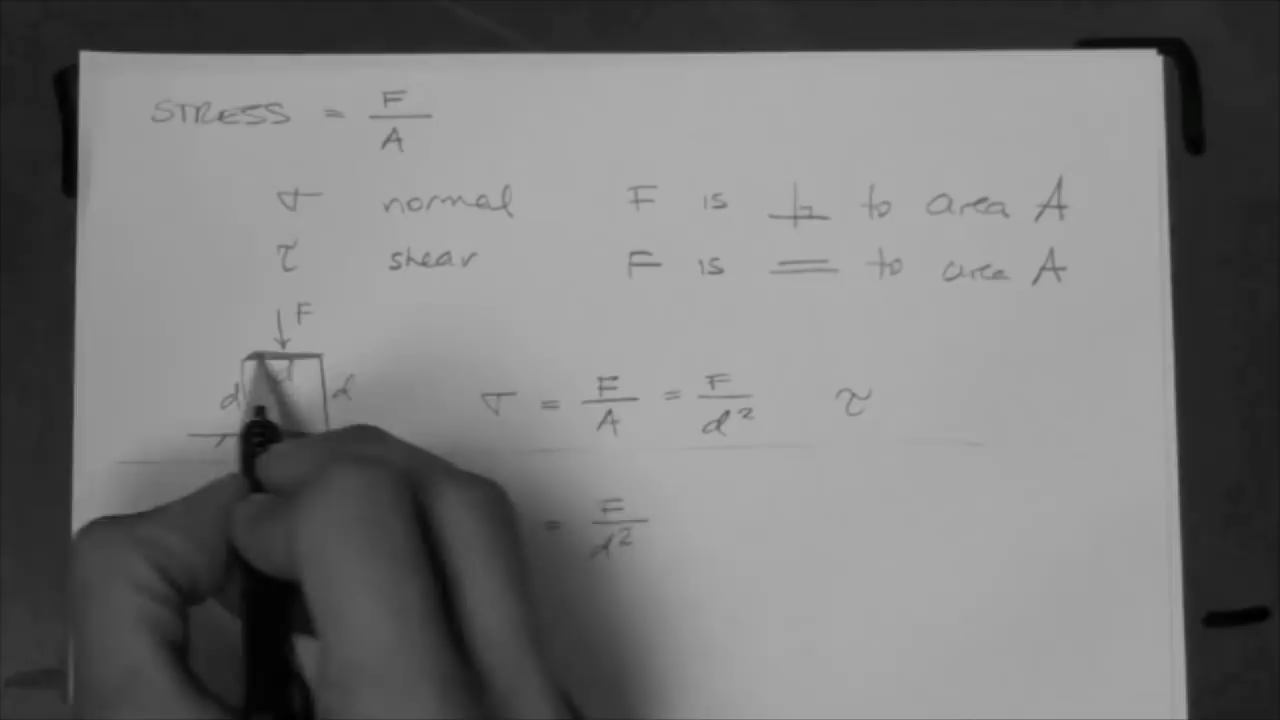 STRESS = F/A
σ normal F is ⊥ to area A
τ shear F is = to area A
F
d d d
σ = F/A = F/d² τ
= F/d²